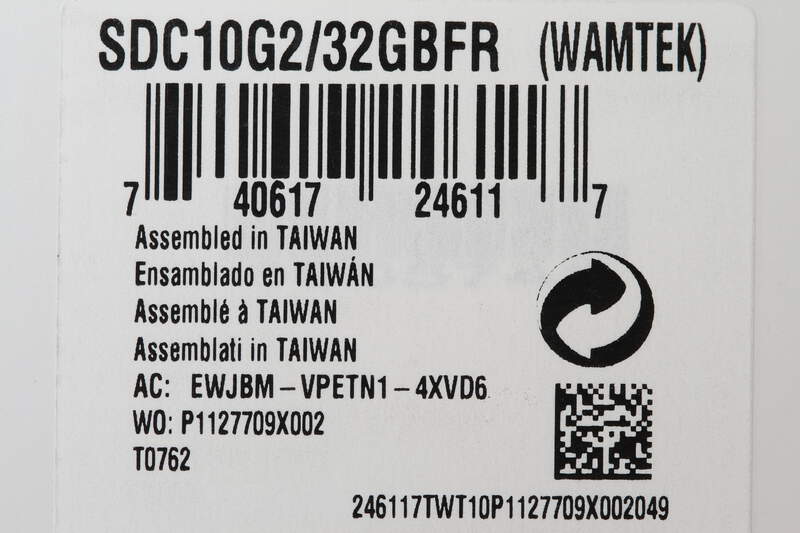 SDC10G2/32GBFR (WAMTEK)
7 40617 24611 7
Assembled in TAIWAN
Ensamblado en TAIWÁN
Assemblé à TAIWAN
Assemblati in TAIWAN
AC: EWJBM-VPETN1-4XVD6
WO: P1127709X002
T0762
246117TWT10P1127709X002049